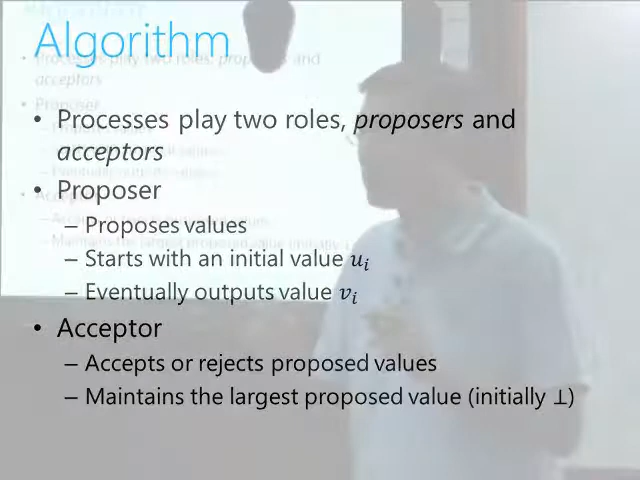 Algorithm
• Processes play two roles, proposers and
acceptors
• Proposer
– Proposes values
– Starts with an initial value uᵢ
– Eventually outputs value vᵢ
• Acceptor
– Accepts or rejects proposed values
– Maintains the largest proposed value (initially ⊥)